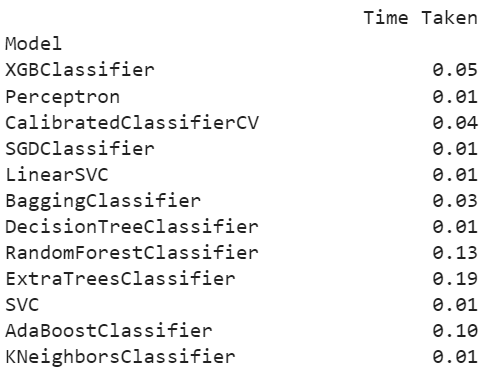 Time Taken
Model
XGBClassifier 0.05
Perceptron 0.01
CalibratedClassifierCV 0.04
SGDClassifier 0.01
LinearSVC 0.01
BaggingClassifier 0.03
DecisionTreeClassifier 0.01
RandomForestClassifier 0.13
ExtraTreesClassifier 0.19
SVC 0.01
AdaBoostClassifier 0.10
KNeighborsClassifier 0.01